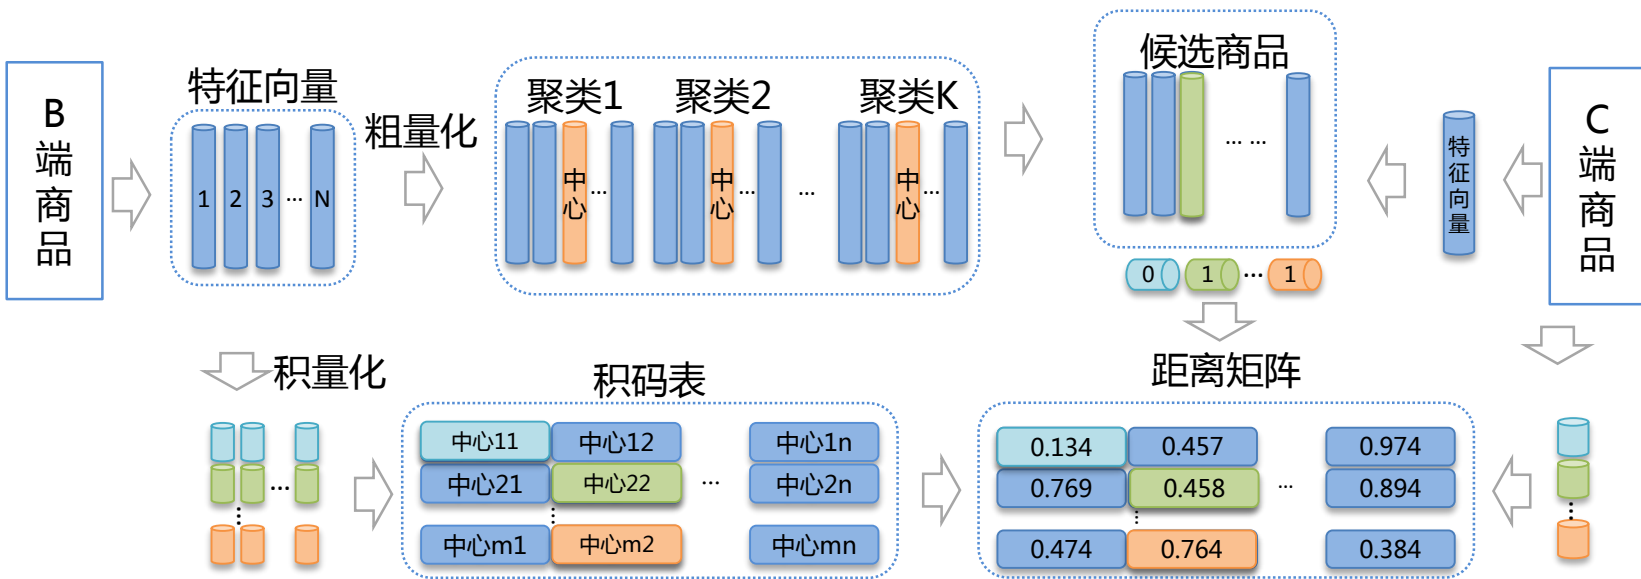 B端商品
特征向量
1 2 3 ... N
粗量化
聚类1 聚类2 聚类K
中心 ... 中心 ... ... 中心 ...
候选商品
... ...
0 1 ... 1
特征向量
C端商品
积量化
...
积码表
中心11 中心12 中心1n
中心21 中心22 ... 中心2n
中心m1 中心m2 中心mn
距离矩阵
0.134 0.457 0.974
0.769 0.458 ... 0.894
0.474 0.764 0.384